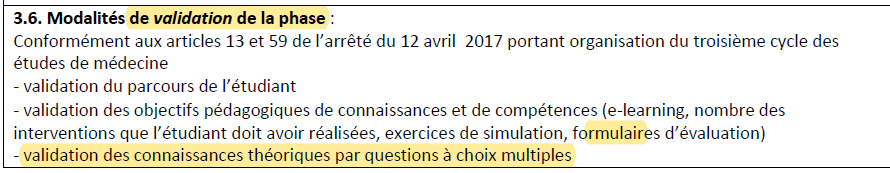 3.6. Modalités de validation de la phase :
Conformément aux articles 13 et 59 de l’arrêté du 12 avril  2017 portant organisation du troisième cycle des
études de médecine
- validation du parcours de l’étudiant
- validation des objectifs pédagogiques de connaissances et de compétences (e-learning, nombre des
interventions que l’étudiant doit avoir réalisées, exercices de simulation, formulaires d’évaluation)
- validation des connaissances théoriques par questions à choix multiples